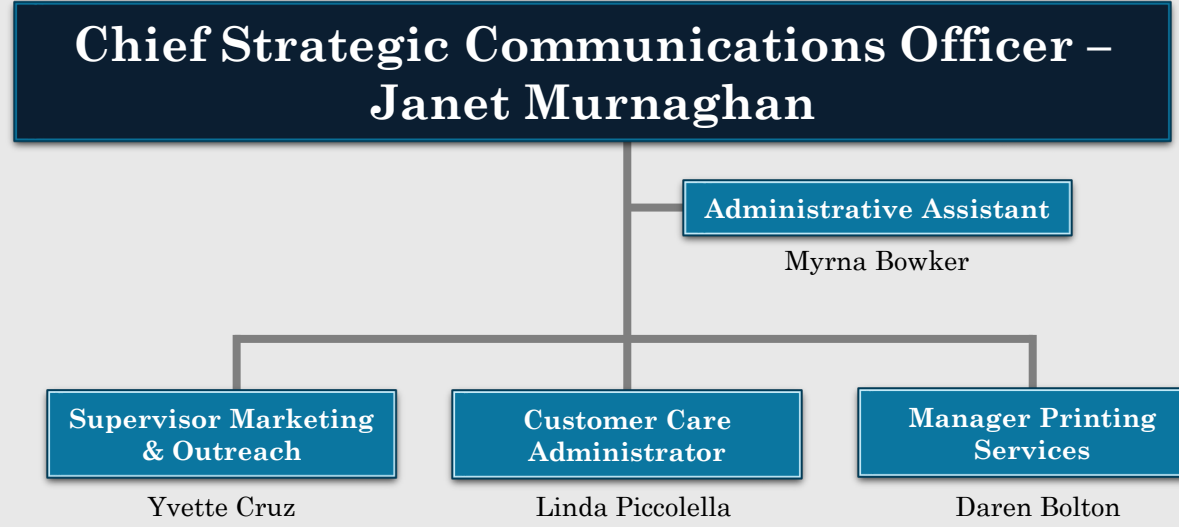 Chief Strategic Communications Officer –
Janet Murnaghan
Administrative Assistant
Myrna Bowker
Supervisor Marketing
& Outreach
Yvette Cruz
Customer Care
Administrator
Linda Piccolella
Manager Printing
Services
Daren Bolton